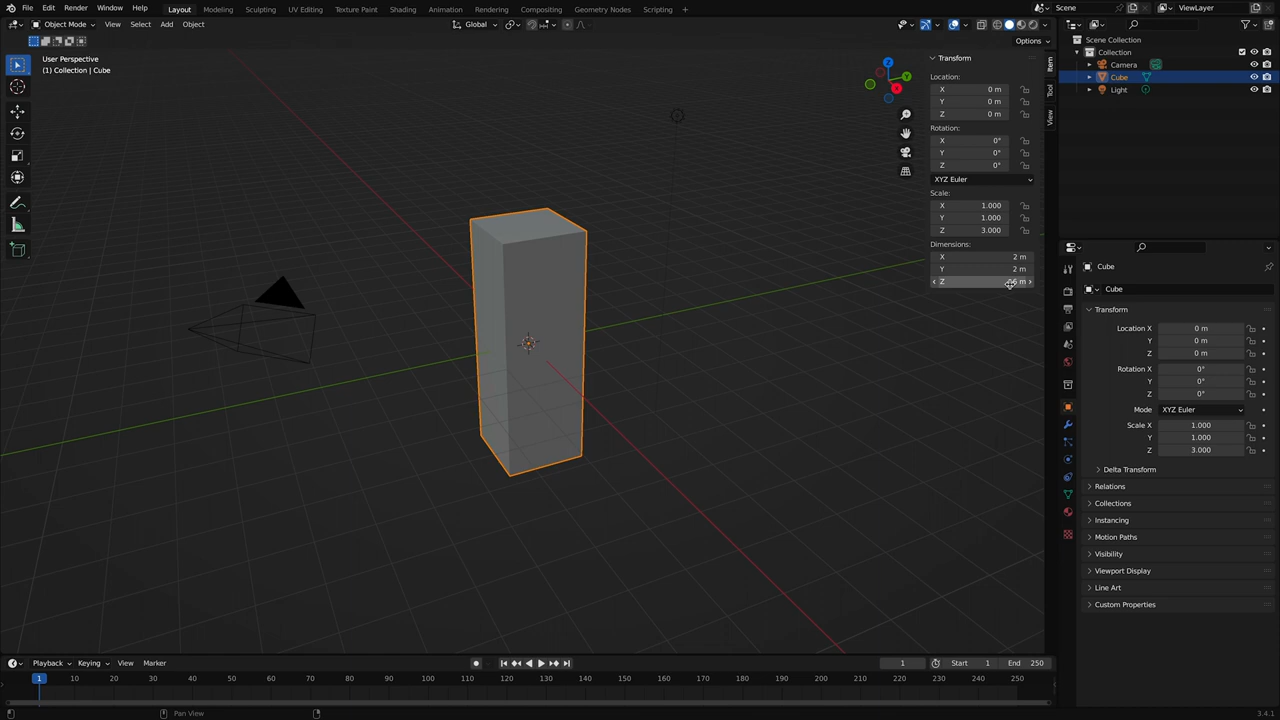 File Edit Render Window Help Layout Modeling Sculpting UV Editing Texture Paint Shading Animation Rendering Compositing Geometry Nodes Scripting Scene ViewLayer
Object Mode View Select Add Object Global
Options
User Perspective
(1) Collection | Cube
Transform
Location:
X 0 m
Y 0 m
Z 0 m
Rotation:
X 0°
Y 0°
Z 0°
XYZ Euler
Scale:
X 1.000
Y 1.000
Z 3.000
Dimensions:
X 2 m
Y 2 m
Z 6 m
Item
Tool
View
Z
Y
X
Scene Collection
Collection
Camera
Cube
Light
Cube
Cube
Transform
Location X 0 m
Y 0 m
Z 0 m
Rotation X 0°
Y 0°
Z 0°
Mode XYZ Euler
Scale X 1.000
Y 1.000
Z 3.000
Delta Transform
Relations
Collections
Instancing
Motion Paths
Visibility
Viewport Display
Line Art
Custom Properties
Playback Keying View Marker 1 Start 1 End 250
1 10 20 30 40 50 60 70 80 90 100 110 120 130 140 150 160 170 180 190 200 210 220 230 240 250
Pan View 3.4.1